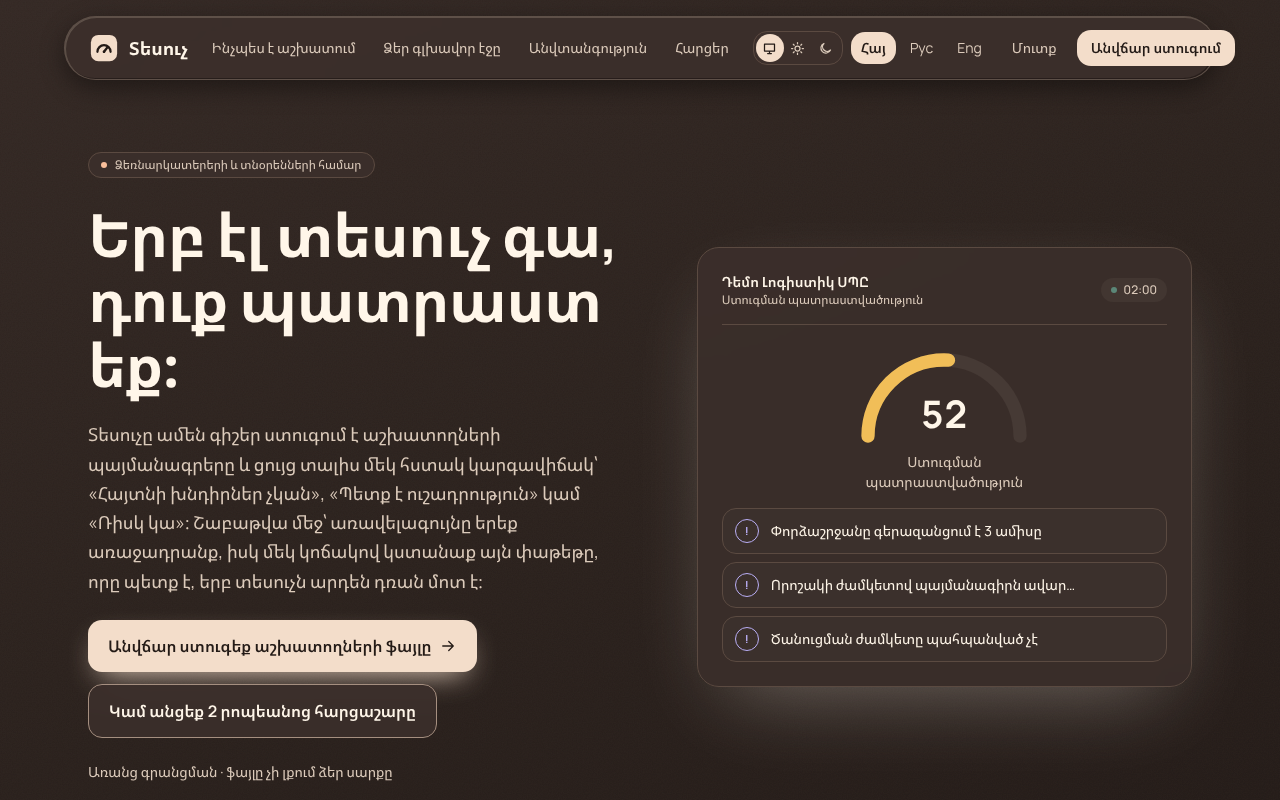 Տեսուչ Ինչպես է աշխատում Ձեր գլխավոր էջը Անվտանգություն Հարցեր Հայ Рус Eng Մուտք Անվճար ստուգում
Ձեռնարկատերերի և տնօրենների համար
Երբ էլ տեսուչ գա,
դուք պատրաստ
եք:
Տեսուչը ամեն գիշեր ստուգում է աշխատողների
պայմանագրերը և ցույց տալիս մեկ հստակ կարգավիճակ՝
«Հայտնի խնդիրներ չկան», «Պետք է ուշադրություն» կամ
«Ռիսկ կա»: Շաբաթվա մեջ՝ առավելագույնը երեք
առաջադրանք, իսկ մեկ կոճակով կստանաք այն փաթեթը,
որը պետք է, երբ տեսուչն արդեն դռան մոտ է:
Անվճար ստուգեք աշխատողների ֆայլը →
Կամ անցեք 2 րոպեանոց հարցաշարը
Առանց գրանցման · ֆայլը չի լքում ձեր սարքը
Դեմո Լոգիստիկ ՍՊԸ
Ստուգման պատրաստվածություն
02:00
52
Ստուգման
պատրաստվածություն
! Փորձաշրջանը գերազանցում է 3 ամիսը
! Որոշակի ժամկետով պայմանագիրն ավար…
! Ծանուցման ժամկետը պահպանված չէ